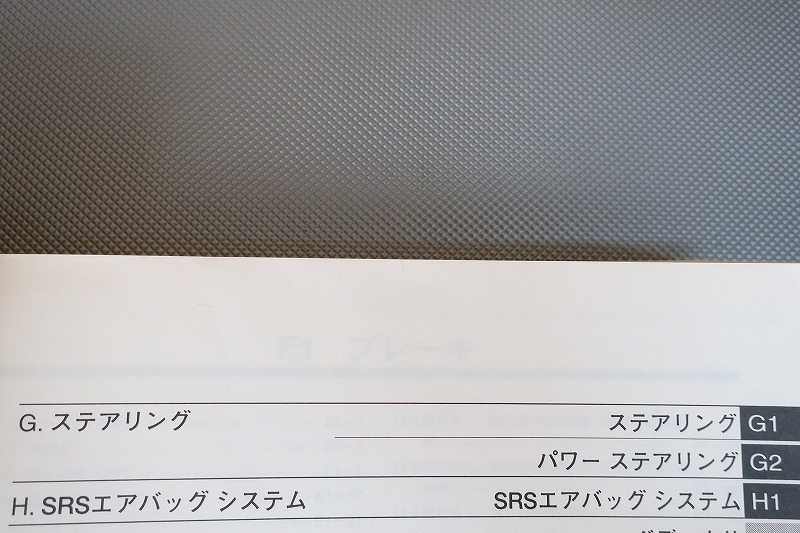 E1 ブレーキ
G. ステアリング ステアリング G1
パワー ステアリング G2
H. SRSエアバッグ システム SRSエアバッグ システム H1